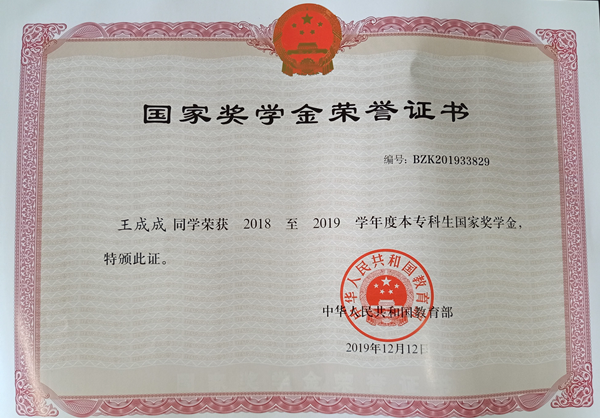 国家奖学金荣誉证书
编号：BZK201933829
王成成 同学荣获 2018 至 2019 学年度本专科生国家奖学金，
特颁此证。
中华人民共和国教育部
中华人民共和国教育部
2019年12月12日